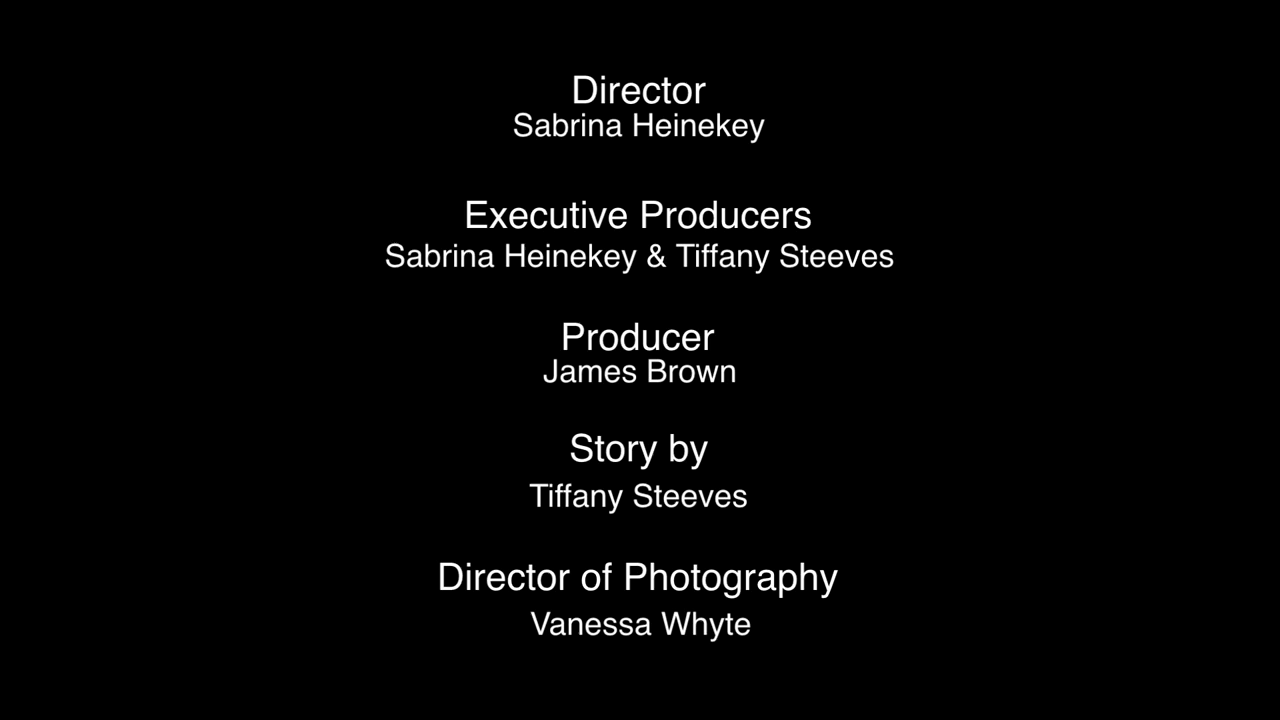 Director
Sabrina Heinekey
Executive Producers
Sabrina Heinekey & Tiffany Steeves
Producer
James Brown
Story by
Tiffany Steeves
Director of Photography
Vanessa Whyte